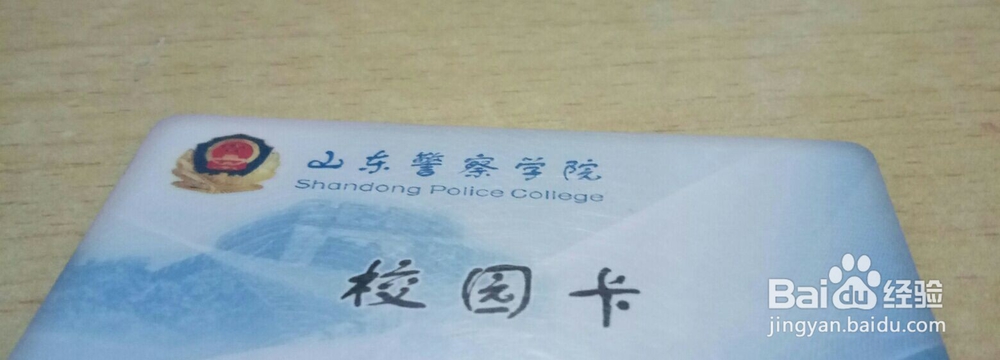 山东警察学院
Shandong Police College
校园卡
Bai du 经验
jingyan.baidu.com